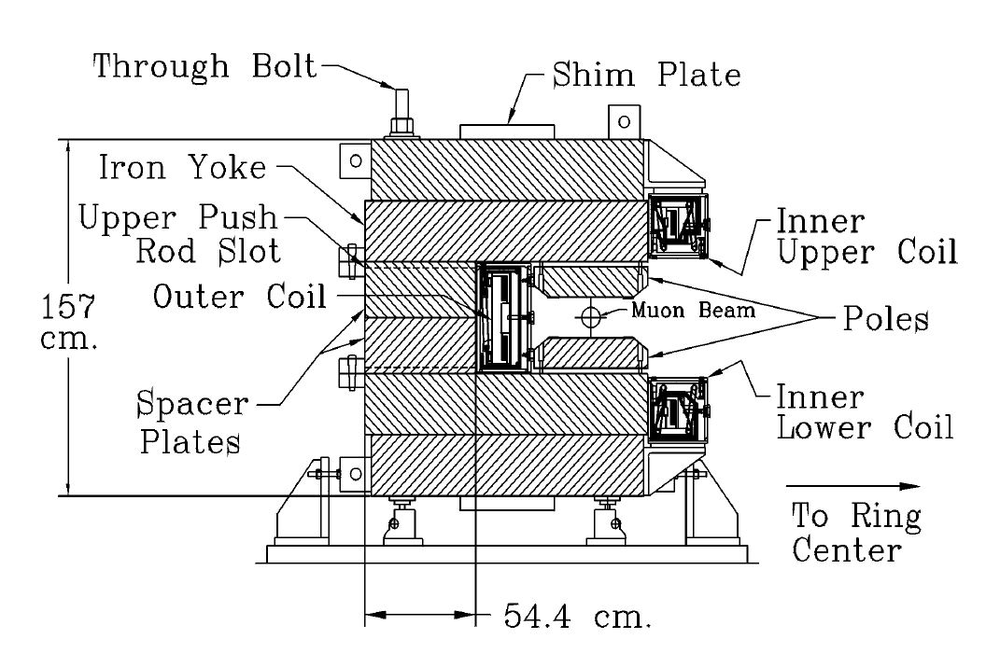 Through Bolt
Shim Plate
Iron Yoke
Upper Push
Rod Slot
Inner
Upper Coil
Outer Coil
Muon Beam
Poles
157
cm.
Spacer
Plates
Inner
Lower Coil
To Ring
Center
54.4 cm.